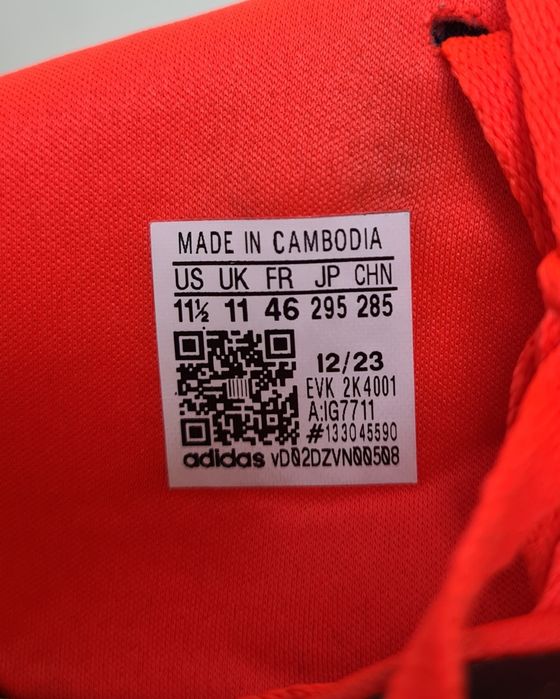 MADE IN CAMBODIA
US UK FR JP CHN
11½ 11 46 295 285
12/23
EVK 2K4001
A:IG7711
#133045590
adidas vD02DZVN00508